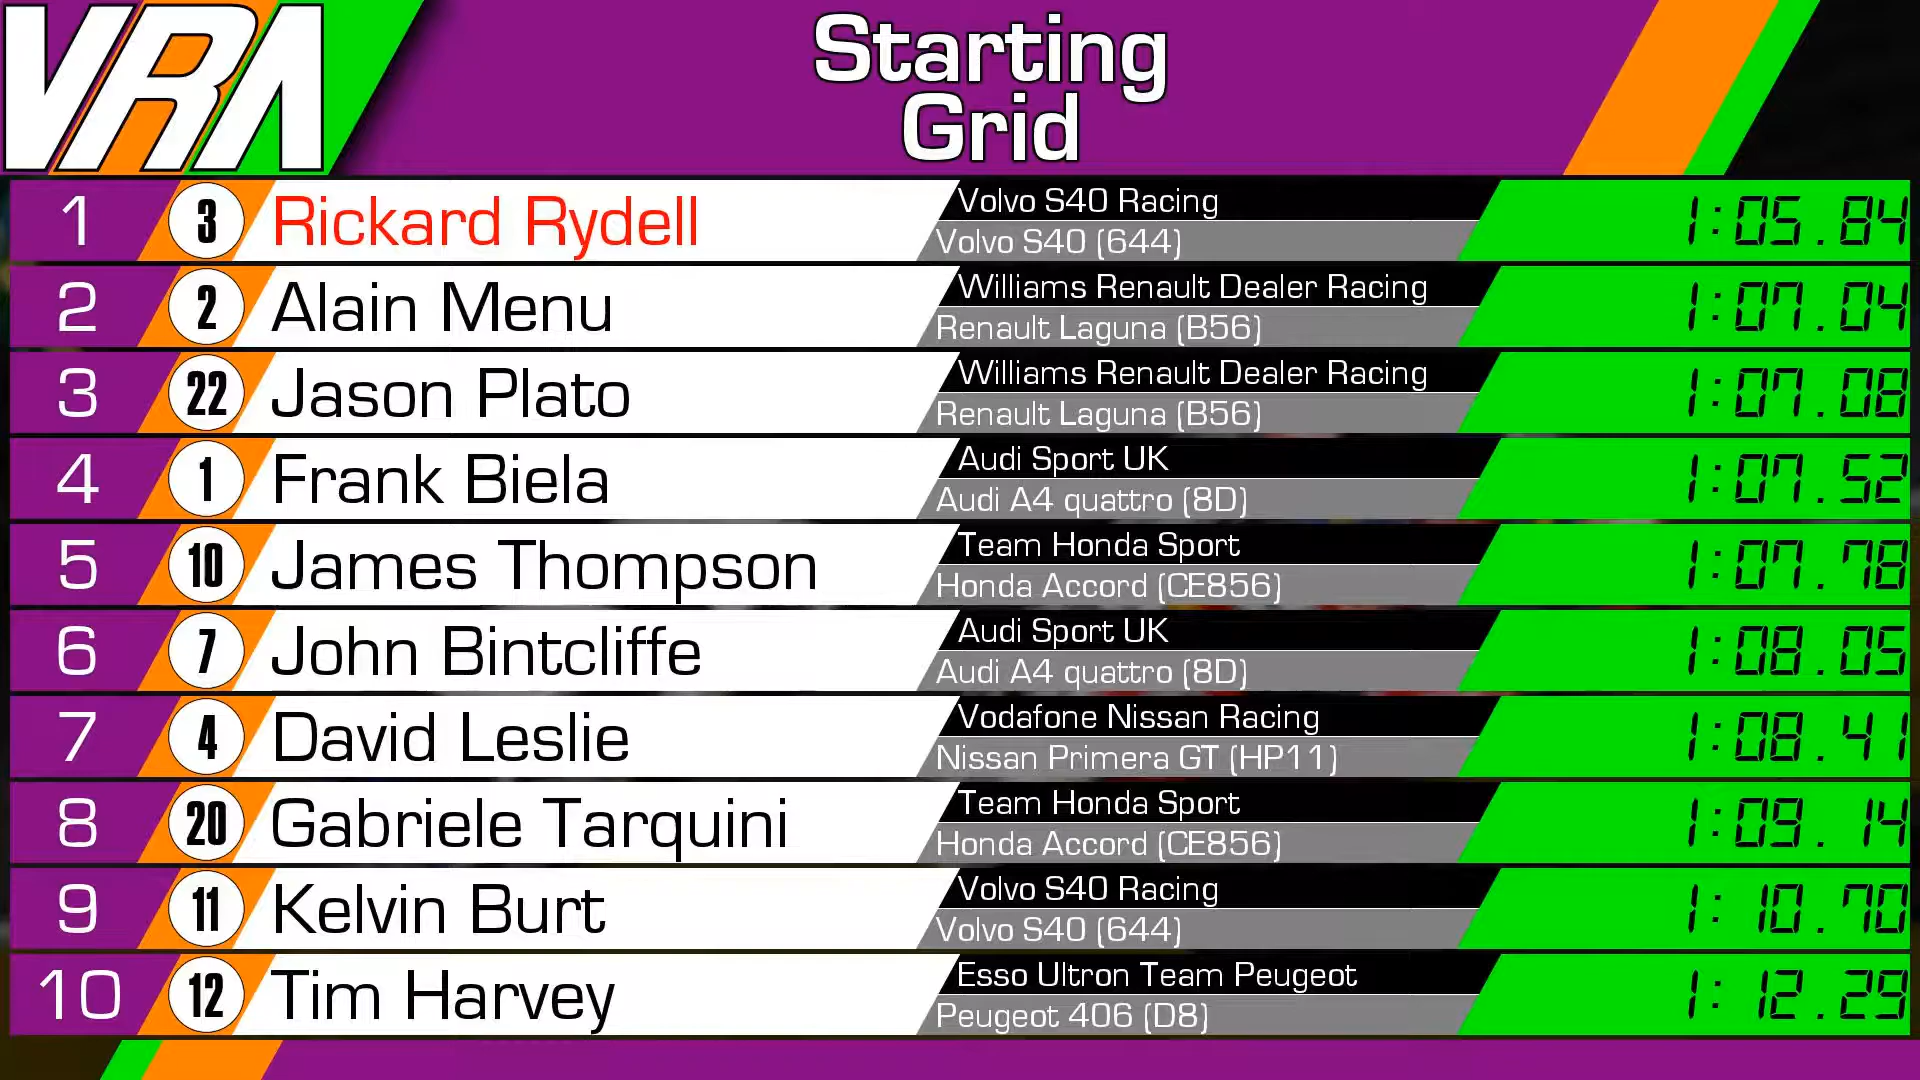 VRA
Starting
Grid
1 3 Rickard Rydell Volvo S40 Racing 1:05.84
Volvo S40 (644)
2 2 Alain Menu Williams Renault Dealer Racing 1:07.04
Renault Laguna (B56)
3 22 Jason Plato Williams Renault Dealer Racing 1:07.08
Renault Laguna (B56)
4 1 Frank Biela Audi Sport UK 1:07.52
Audi A4 quattro (8D)
5 10 James Thompson Team Honda Sport 1:07.78
Honda Accord (CE856)
6 7 John Bintcliffe Audi Sport UK 1:08.05
Audi A4 quattro (8D)
7 4 David Leslie Vodafone Nissan Racing 1:08.41
Nissan Primera GT (HP11)
8 20 Gabriele Tarquini Team Honda Sport 1:09.14
Honda Accord (CE856)
9 11 Kelvin Burt Volvo S40 Racing 1:10.70
Volvo S40 (644)
10 12 Tim Harvey Esso Ultron Team Peugeot 1:12.29
Peugeot 406 (D8)